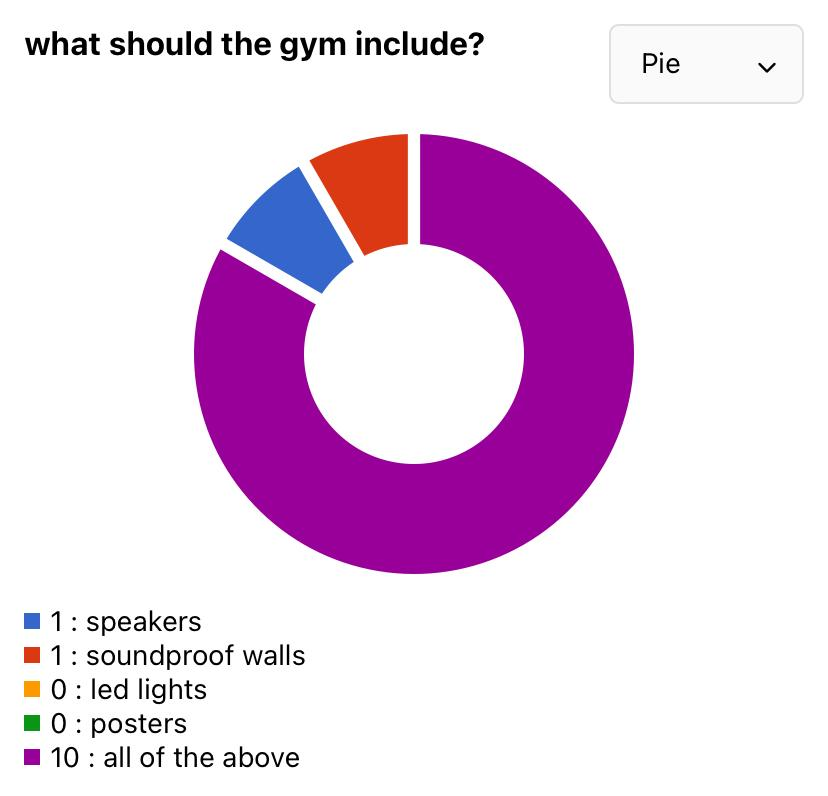 what should the gym include?
Pie
1 : speakers
1 : soundproof walls
0 : led lights
0 : posters
10 : all of the above